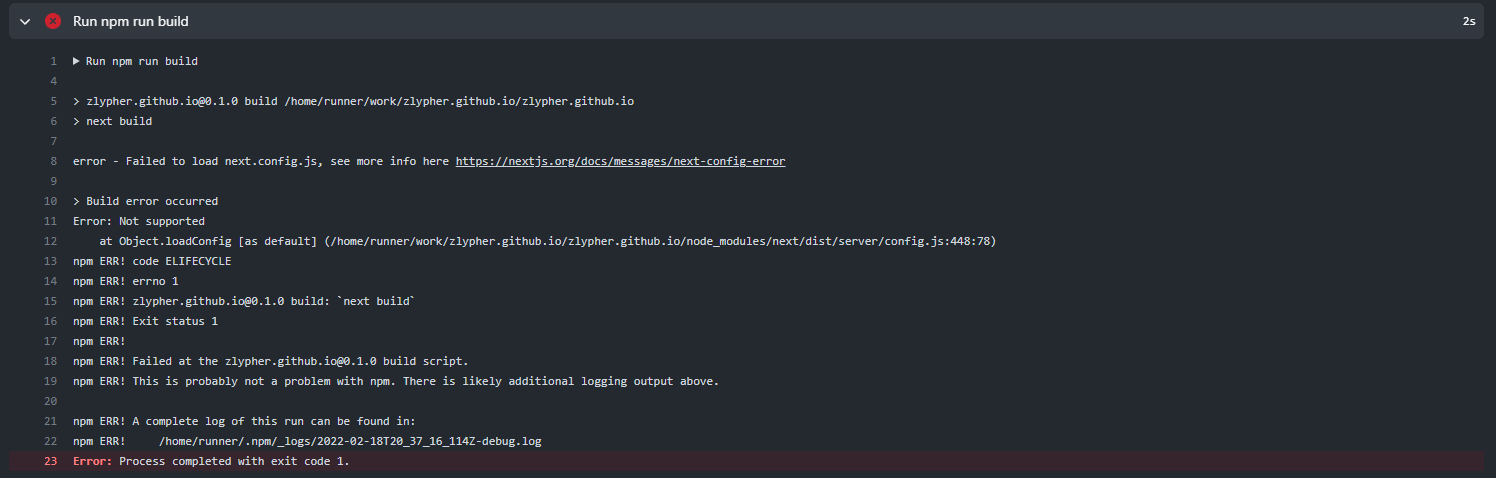 Run npm run build 2s
1 Run npm run build
4
5 > zlypher.github.io@0.1.0 build /home/runner/work/zlypher.github.io/zlypher.github.io
6 > next build
7
8 error - Failed to load next.config.js, see more info here https://nextjs.org/docs/messages/next-config-error
9
10 > Build error occurred
11 Error: Not supported
12 at Object.loadConfig [as default] (/home/runner/work/zlypher.github.io/zlypher.github.io/node_modules/next/dist/server/config.js:448:78)
13 npm ERR! code ELIFECYCLE
14 npm ERR! errno 1
15 npm ERR! zlypher.github.io@0.1.0 build: `next build`
16 npm ERR! Exit status 1
17 npm ERR!
18 npm ERR! Failed at the zlypher.github.io@0.1.0 build script.
19 npm ERR! This is probably not a problem with npm. There is likely additional logging output above.
20
21 npm ERR! A complete log of this run can be found in:
22 npm ERR!     /home/runner/.npm/_logs/2022-02-18T20_37_16_114Z-debug.log
23 Error: Process completed with exit code 1.